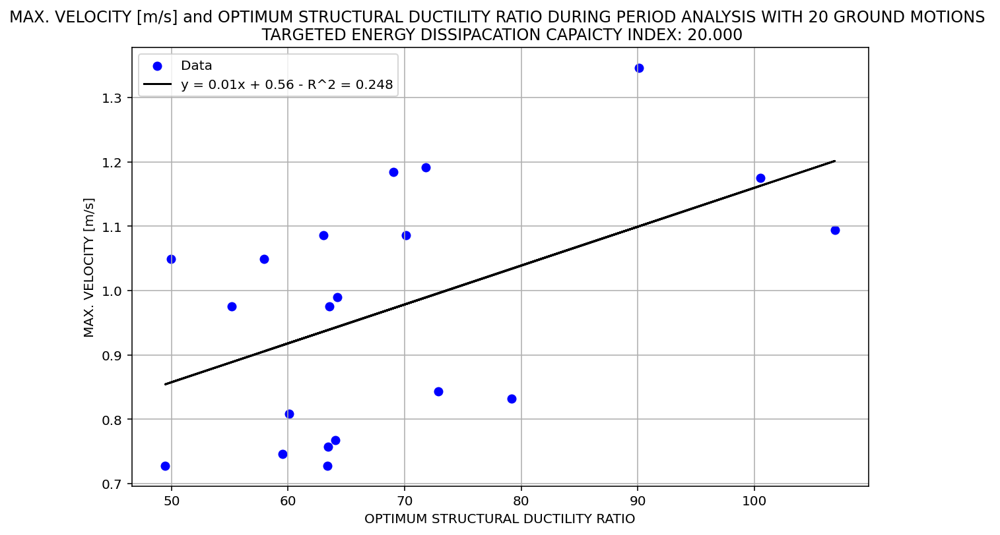 MAX. VELOCITY [m/s] and OPTIMUM STRUCTURAL DUCTILITY RATIO DURING PERIOD ANALYSIS WITH 20 GROUND MOTIONS
TARGETED ENERGY DISSIPACATION CAPAICTY INDEX: 20.000
Data
y = 0.01x + 0.56 - R^2 = 0.248
1.3
1.2
1.1
1.0
0.9
0.8
0.7
MAX. VELOCITY [m/s]
50 60 70 80 90 100
OPTIMUM STRUCTURAL DUCTILITY RATIO